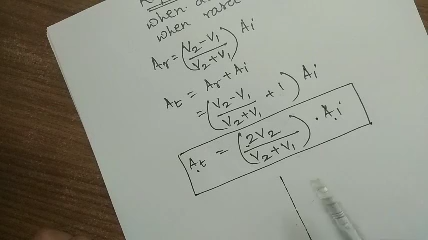 when
when rare
Ar = (V2-V1/V2+V1) Ai
At = Ar + Ai
= (V2-V1/V2+V1 + 1) Ai
At = (2V2/V2+V1) . Ai